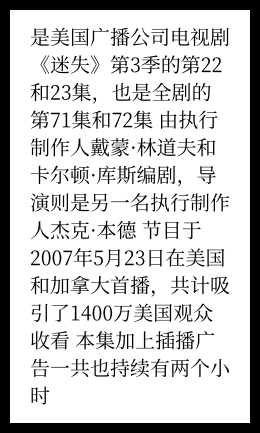 是美国广播公司电视剧
《迷失》第3季的第22
和23集，也是全剧的
第71集和72集 由执行
制作人戴蒙·林道夫和
卡尔顿·库斯编剧，导
演则是另一名执行制作
人杰克·本德 节目于
2007年5月23日在美国
和加拿大首播，共计吸
引了1400万美国观众
收看 本集加上插播广
告一共也持续有两个小
时